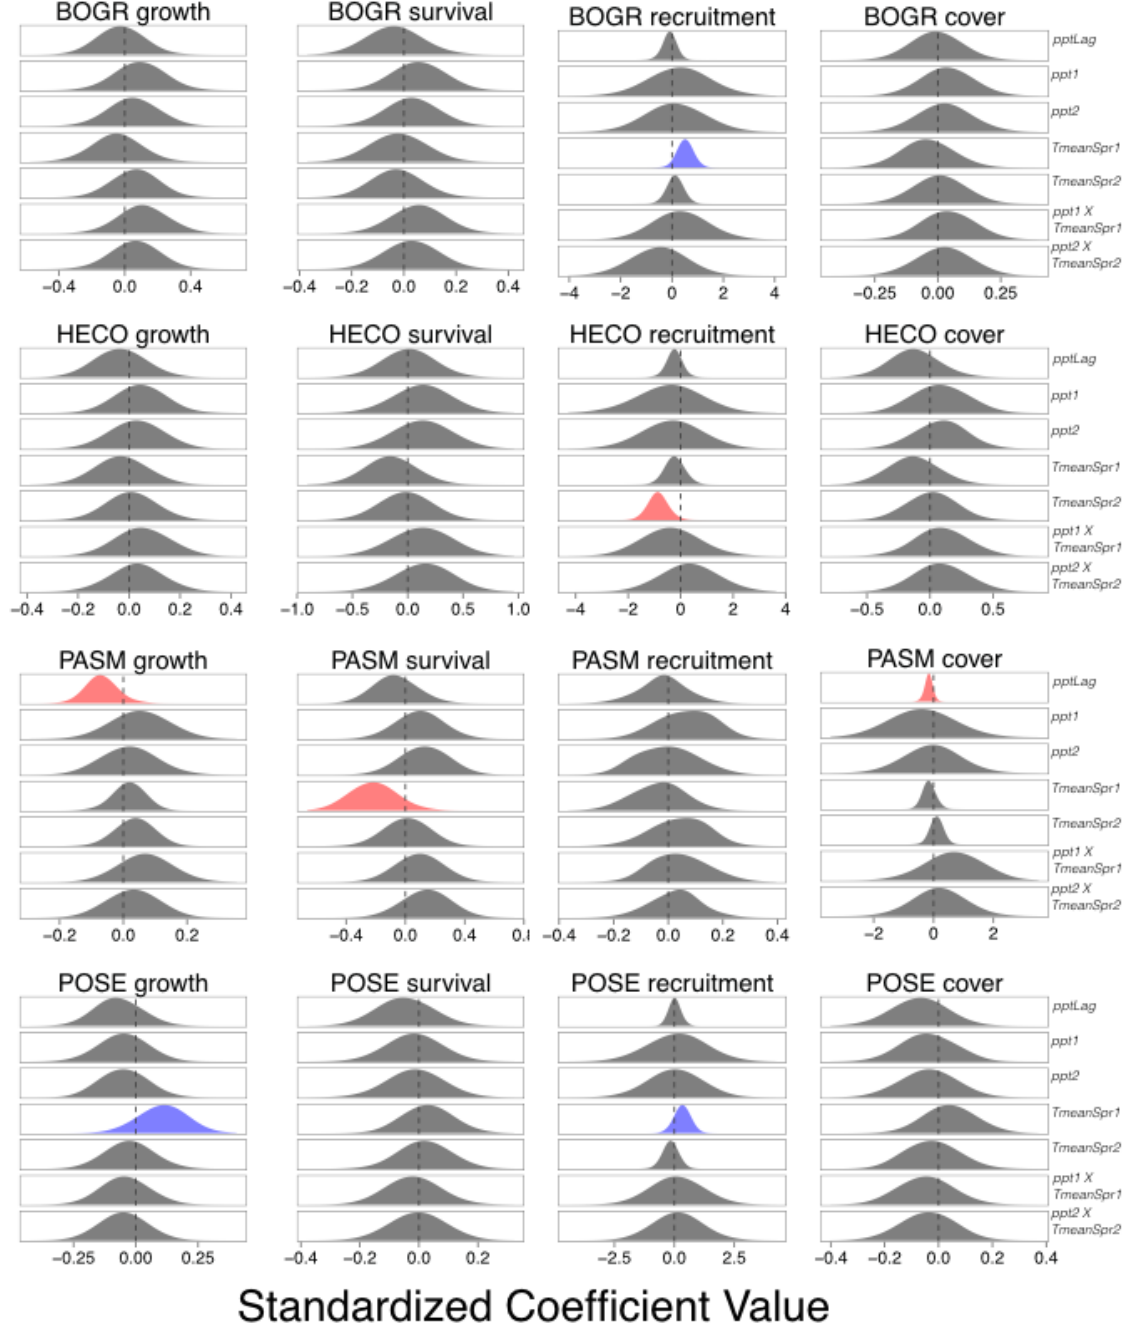 BOGR growth BOGR survival BOGR recruitment BOGR cover
pptLag
ppt1
ppt2
TmeanSpr1
TmeanSpr2
ppt1 X
TmeanSpr1
ppt2 X
TmeanSpr2
−0.4 0.0 0.4 −0.4 −0.2 0.0 0.2 0.4 −4 −2 0 2 4 −0.25 0.00 0.25
HECO growth HECO survival HECO recruitment HECO cover
pptLag
ppt1
ppt2
TmeanSpr1
TmeanSpr2
ppt1 X
TmeanSpr1
ppt2 X
TmeanSpr2
−0.4 −0.2 0.0 0.2 0.4 −1.0 −0.5 0.0 0.5 1.0 −4 −2 0 2 4 −0.5 0.0 0.5
PASM growth PASM survival PASM recruitment PASM cover
pptLag
ppt1
ppt2
TmeanSpr1
TmeanSpr2
ppt1 X
TmeanSpr1
ppt2 X
TmeanSpr2
−0.2 0.0 0.2 −0.4 0.0 0.4 −0.4 −0.2 0.0 0.2 0.4 −2 0 2
POSE growth POSE survival POSE recruitment POSE cover
pptLag
ppt1
ppt2
TmeanSpr1
TmeanSpr2
ppt1 X
TmeanSpr1
ppt2 X
TmeanSpr2
−0.25 0.00 0.25 −0.4 −0.2 0.0 0.2 −2.5 0.0 2.5 −0.4 −0.2 0.0 0.2 0.4
Standardized Coefficient Value